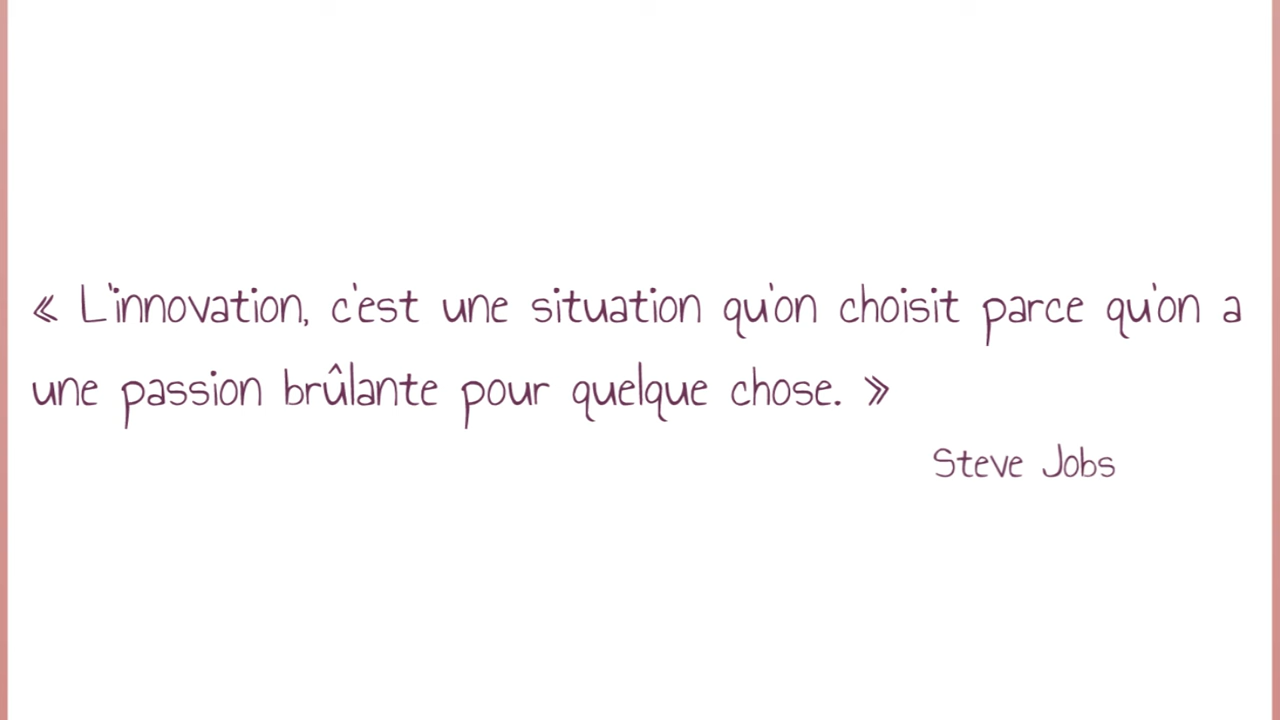 « L'innovation, c'est une situation qu'on choisit parce qu'on a
une passion brûlante pour quelque chose. »
Steve Jobs